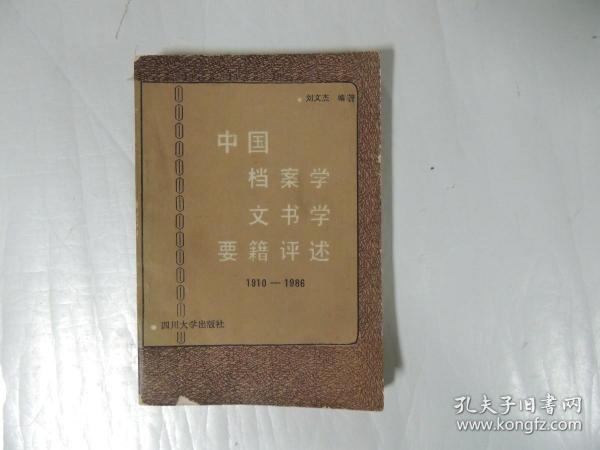 刘文杰 编著
中国
档案学
文书学
要籍评述
1910—1986
四川大学出版社
孔夫子旧书网
www.kongfz.com